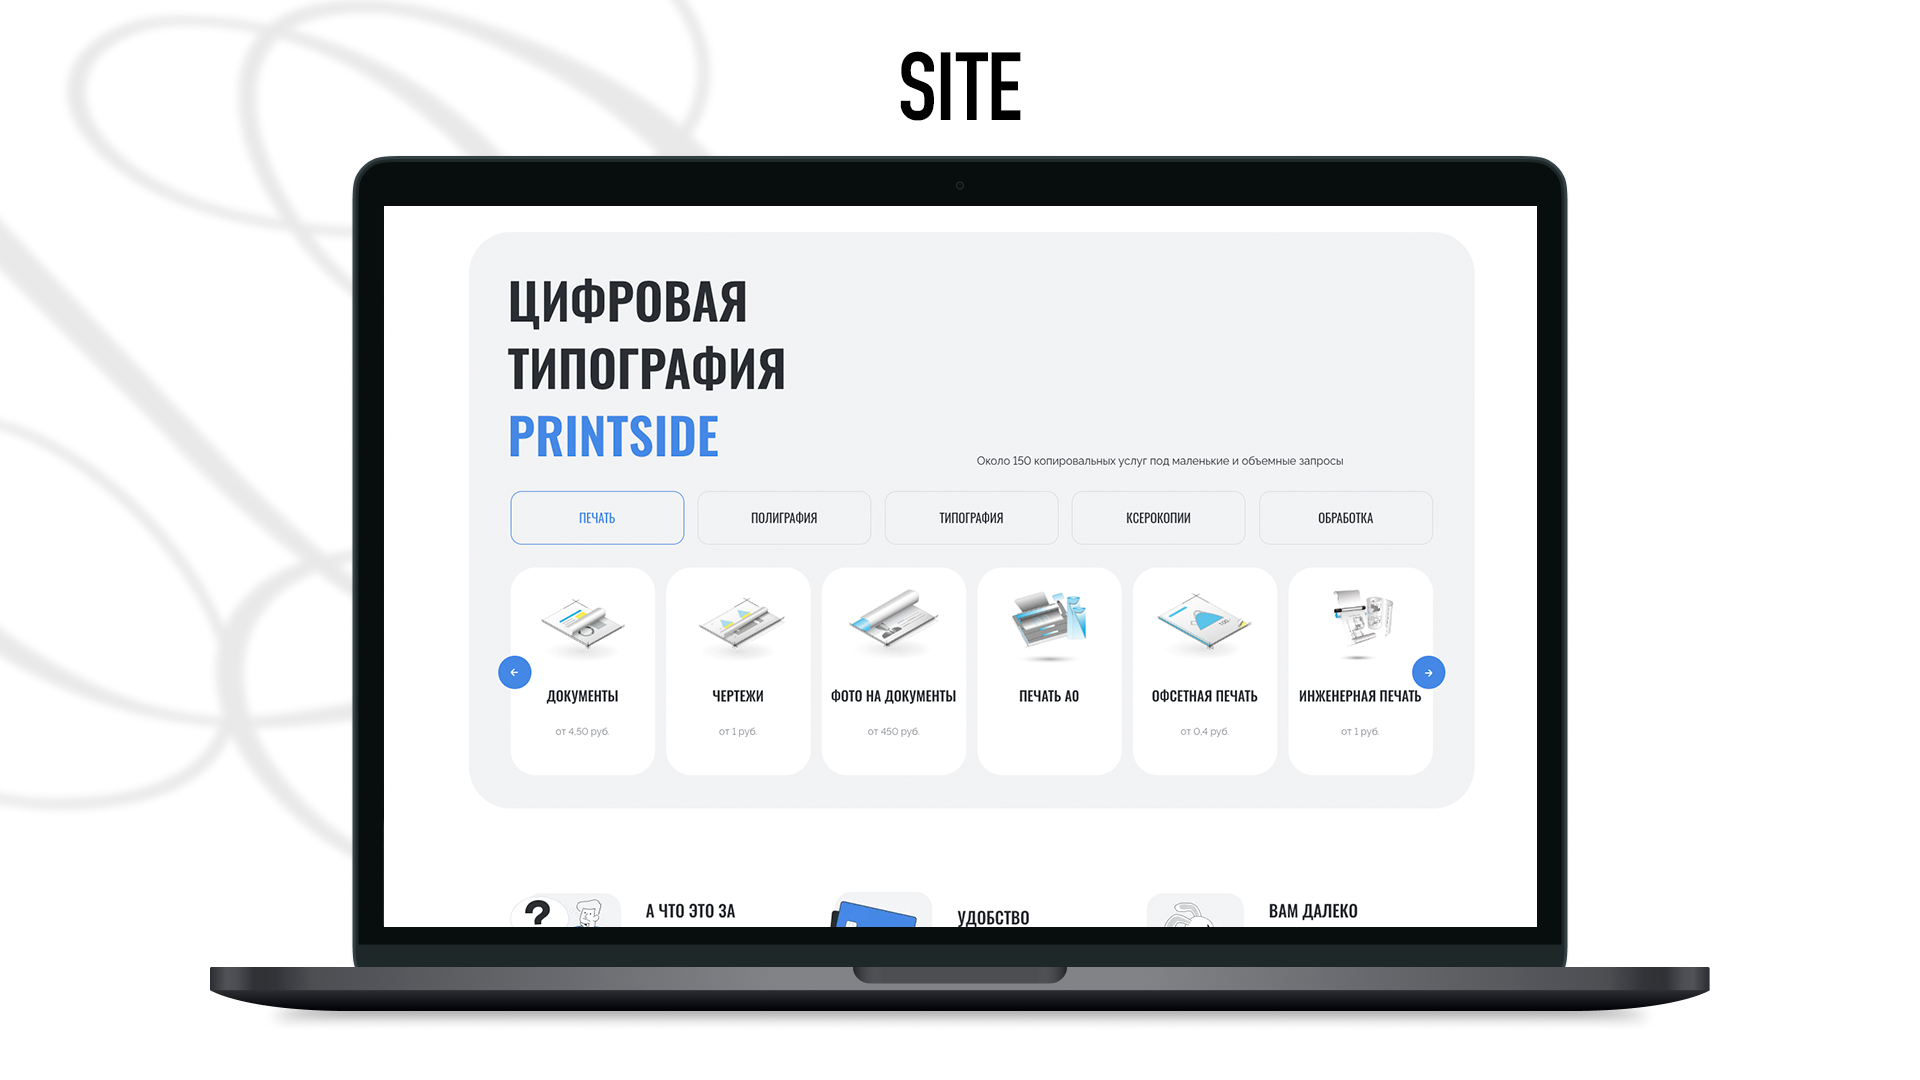 SITE
ЦИФРОВАЯ
ТИПОГРАФИЯ
PRINTSIDE
Около 150 копировальных услуг под маленькие и объемные запросы
ПЕЧАТЬ
ПОЛИГРАФИЯ
ТИПОГРАФИЯ
КСЕРОКОПИИ
ОБРАБОТКА
ДОКУМЕНТЫ
от 4,50 руб.
ЧЕРТЕЖИ
от 1 руб.
ФОТО НА ДОКУМЕНТЫ
от 450 руб.
ПЕЧАТЬ А0
ОФСЕТНАЯ ПЕЧАТЬ
от 0,4 руб.
ИНЖЕНЕРНАЯ ПЕЧАТЬ
от 1 руб.
?
А ЧТО ЭТО ЗА
УДОБСТВО
ВАМ ДАЛЕКО